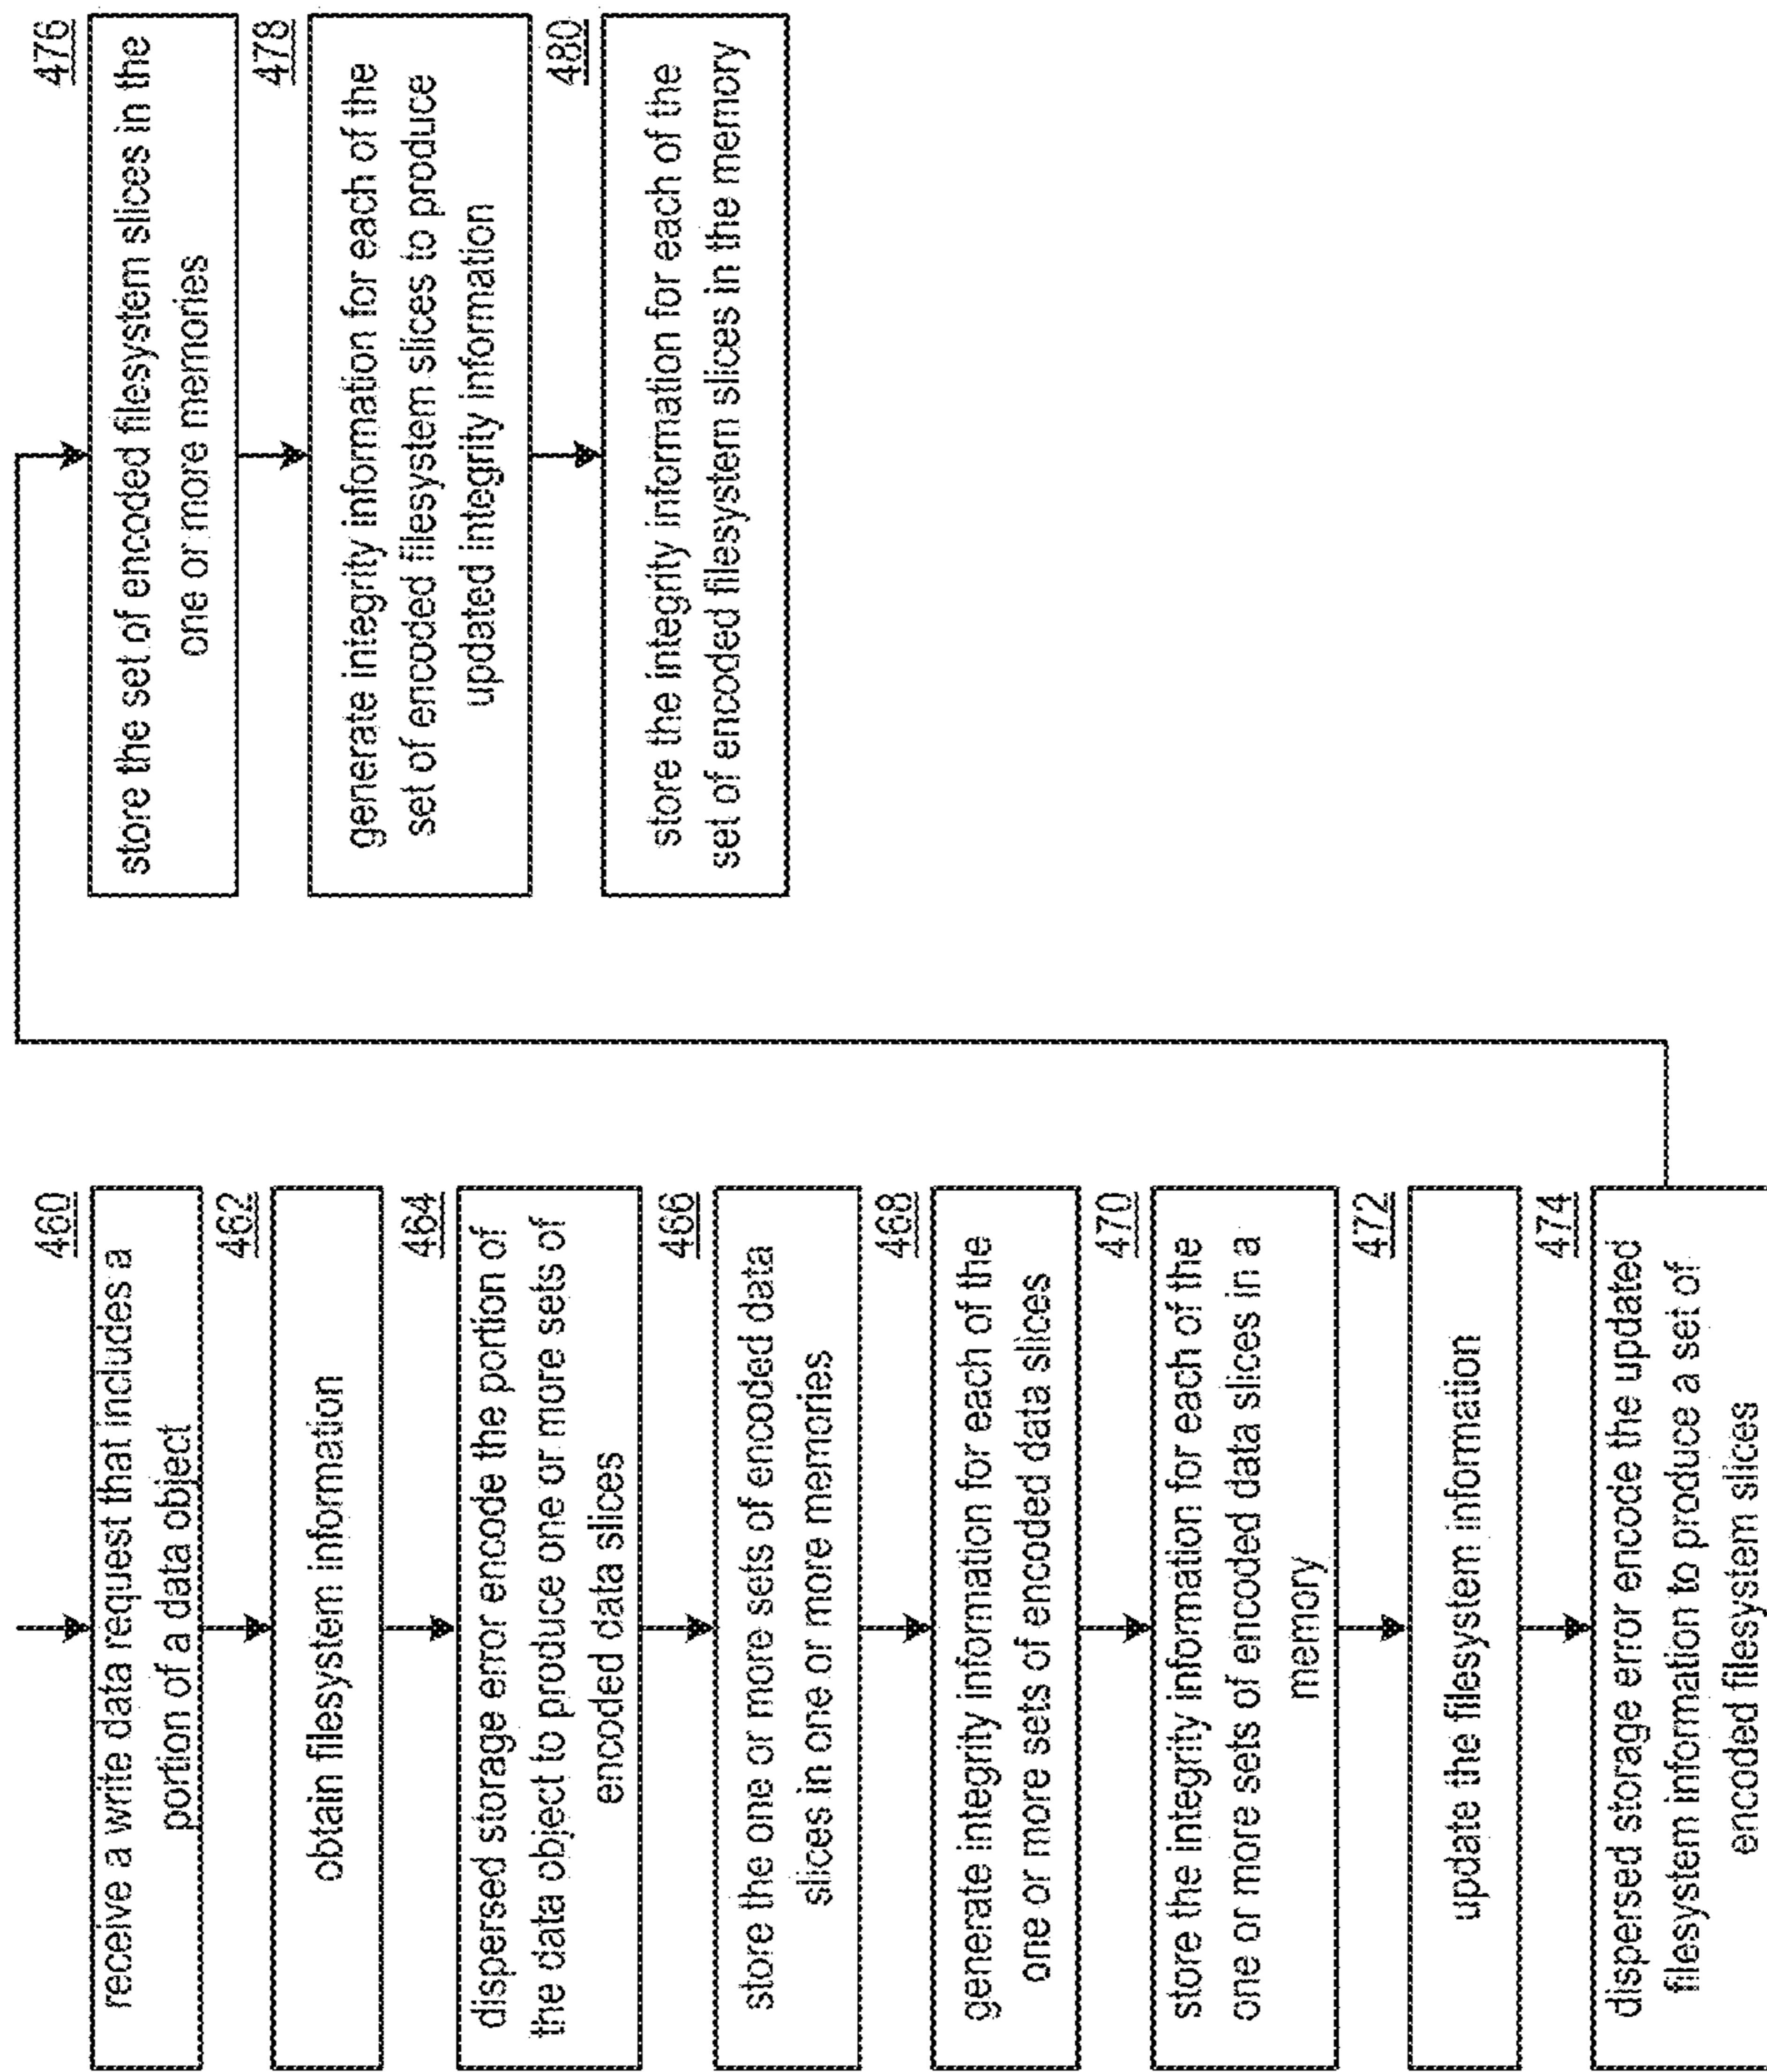 460
receive a write data request that includes a
portion of a data object
462
obtain filesystem information
464
dispersed storage error encode the portion of
the data object to produce one or more sets of
encoded data slices
466
store the one or more sets of encoded data
slices in one or more memories
468
generate integrity information for each of the
one or more sets of encoded data slices
470
store the integrity information for each of the
one or more sets of encoded data slices in a
memory
472
update the filesystem information
474
dispersed storage error encode the updated
filesystem information to produce a set of
encoded filesystem slices
476
store the set of encoded filesystem slices in the
one or more memories
478
generate integrity information for each of the
set of encoded filesystem slices to produce
updated integrity information
480
store the integrity information for each of the
set of encoded filesystem slices in the memory